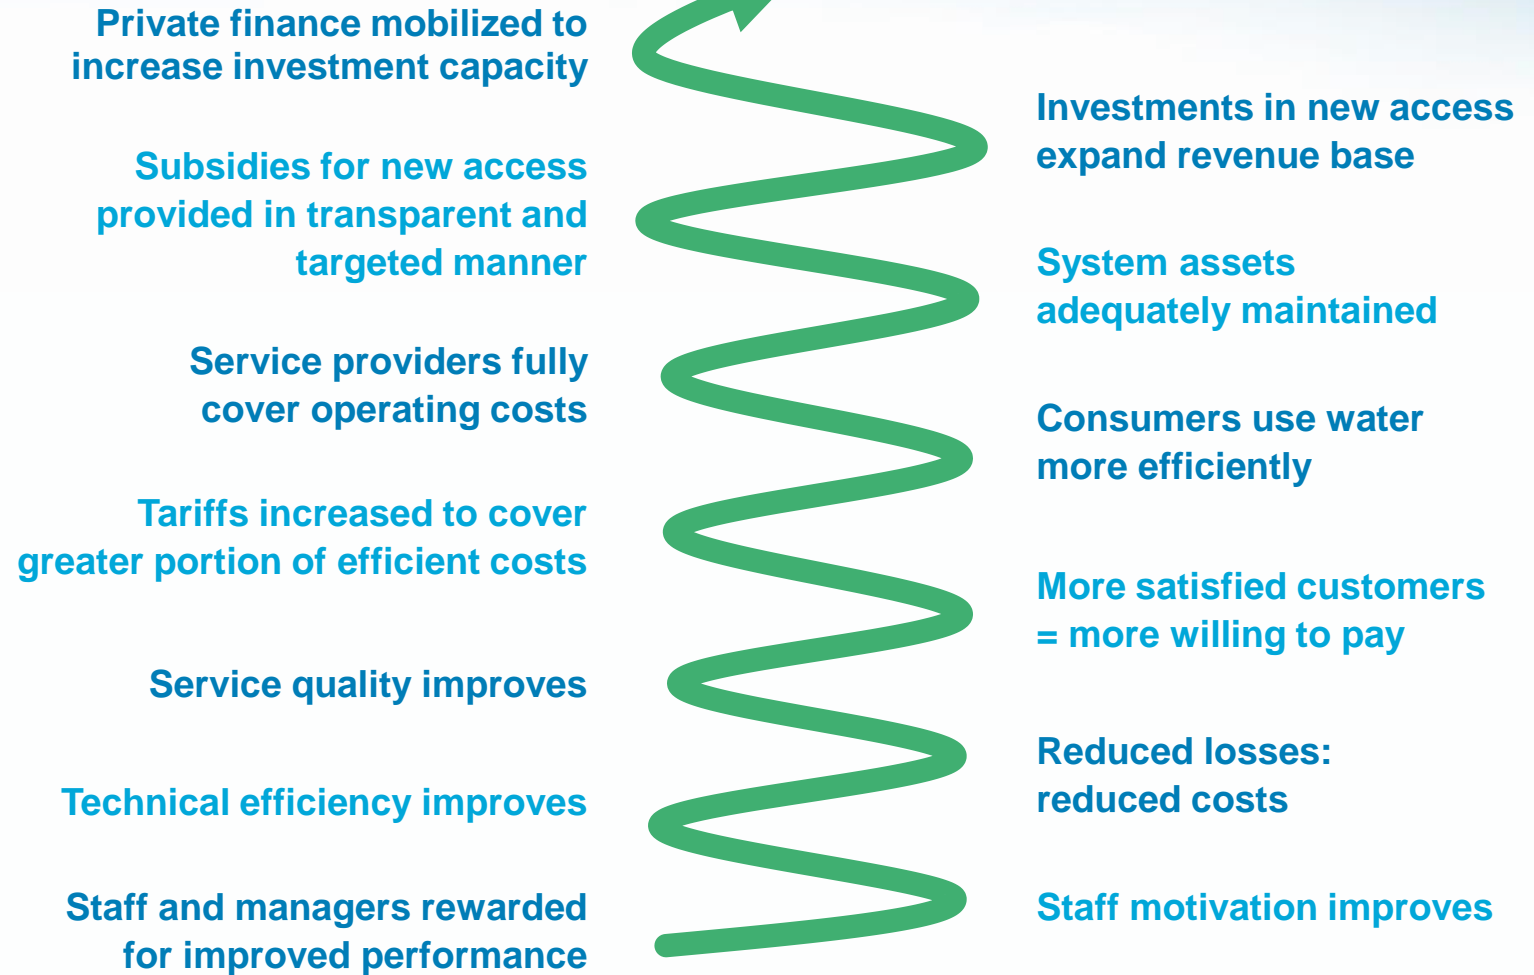 Private finance mobilized to
increase investment capacity
Investments in new access
expand revenue base
Subsidies for new access
provided in transparent and
targeted manner
System assets
adequately maintained
Service providers fully
cover operating costs
Consumers use water
more efficiently
Tariffs increased to cover
greater portion of efficient costs
More satisfied customers
= more willing to pay
Service quality improves
Reduced losses:
reduced costs
Technical efficiency improves
Staff and managers rewarded
for improved performance
Staff motivation improves